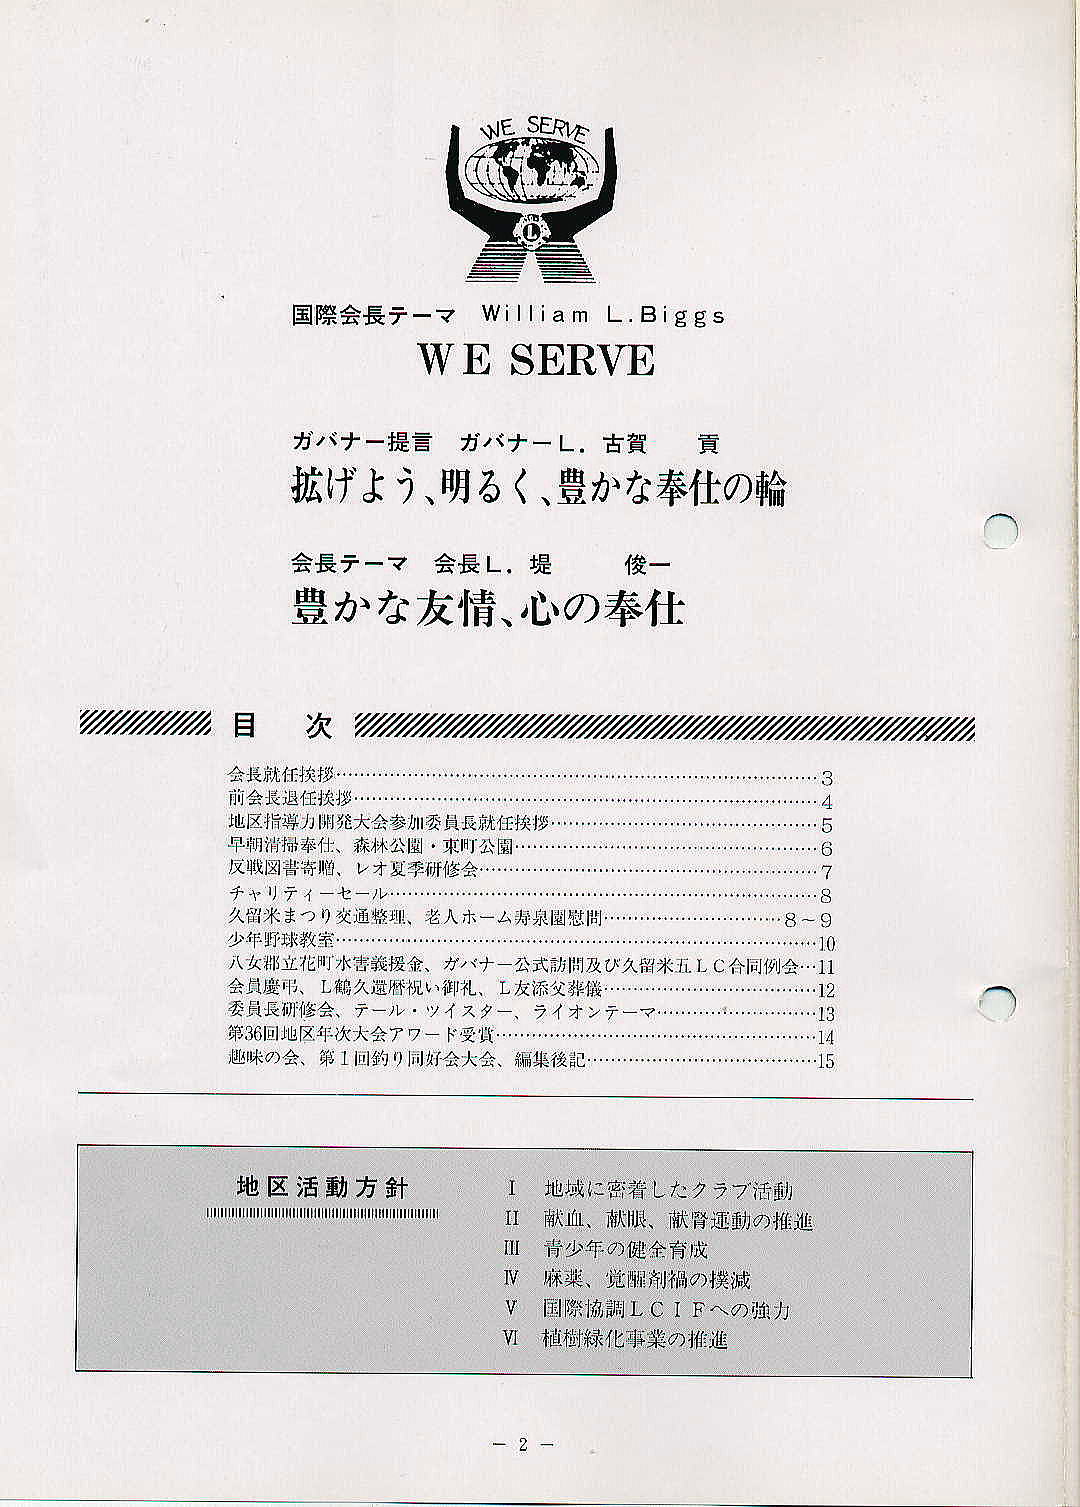 WE SERVE
L
国際会長テーマ William L.Biggs
WE SERVE
ガバナー提言 ガバナーL. 古賀 貢
拡げよう、明るく、豊かな奉仕の輪
会長テーマ 会長L. 堤 俊一
豊かな友情、心の奉仕
目 次
会長就任挨拶……3
前会長退任挨拶……4
地区指導力開発大会参加委員長就任挨拶……5
早朝清掃奉仕、森林公園・東町公園……6
反戦図書寄贈、レオ夏季研修会……7
チャリティーセール……8
久留米まつり交通整理、老人ホーム寿泉園慰問……8～9
少年野球教室……10
八女郡立花町水害義援金、ガバナー公式訪問及び久留米五LC合同例会…11
会員慶弔、L鶴久還暦祝い御礼、L友添父葬儀……12
委員長研修会、テール・ツイスター、ライオンテーマ……13
第36回地区年次大会アワード受賞……14
趣味の会、第1回釣り同好会大会、編集後記……15
地区活動方針
I 地域に密着したクラブ活動
II 献血、献眼、献腎運動の推進
III 青少年の健全育成
IV 麻薬、覚醒剤禍の撲滅
V 国際協調LCIFへの強力
VI 植樹緑化事業の推進
— 2 —